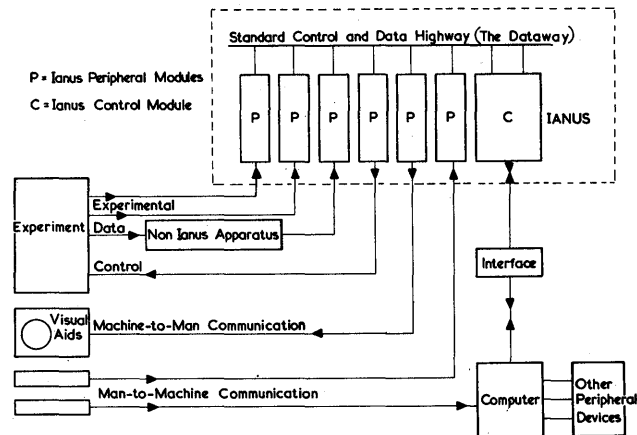 Standard Control and Data Highway (The Dataway)
P = Ianus Peripheral Modules
C = Ianus Control Module
P P P P P P C
IANUS
Experiment
Experimental
Data
Non Ianus Apparatus
Control
Interface
Visual
Aids
Machine-to-Man Communication
Man-to-Machine Communication
Computer
Other
Peripheral
Devices